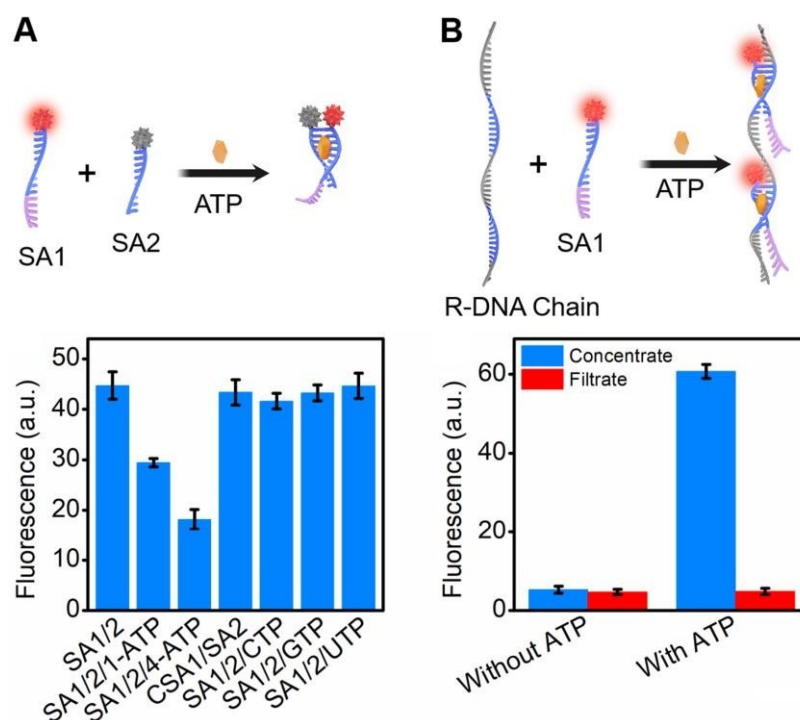 A
SA1
+
SA2
ATP
B
+
SA1
ATP
R-DNA Chain
Fluorescence (a.u.)
50
40
30
20
10
0
SA1/2
SA1/2/1-ATP
SA1/2/4-ATP
CSA1/SA2
SA1/2/CTP
SA1/2/GTP
SA1/2/UTP
Fluorescence (a.u.)
60
40
20
0
Concentrate
Filtrate
Without ATP
With ATP